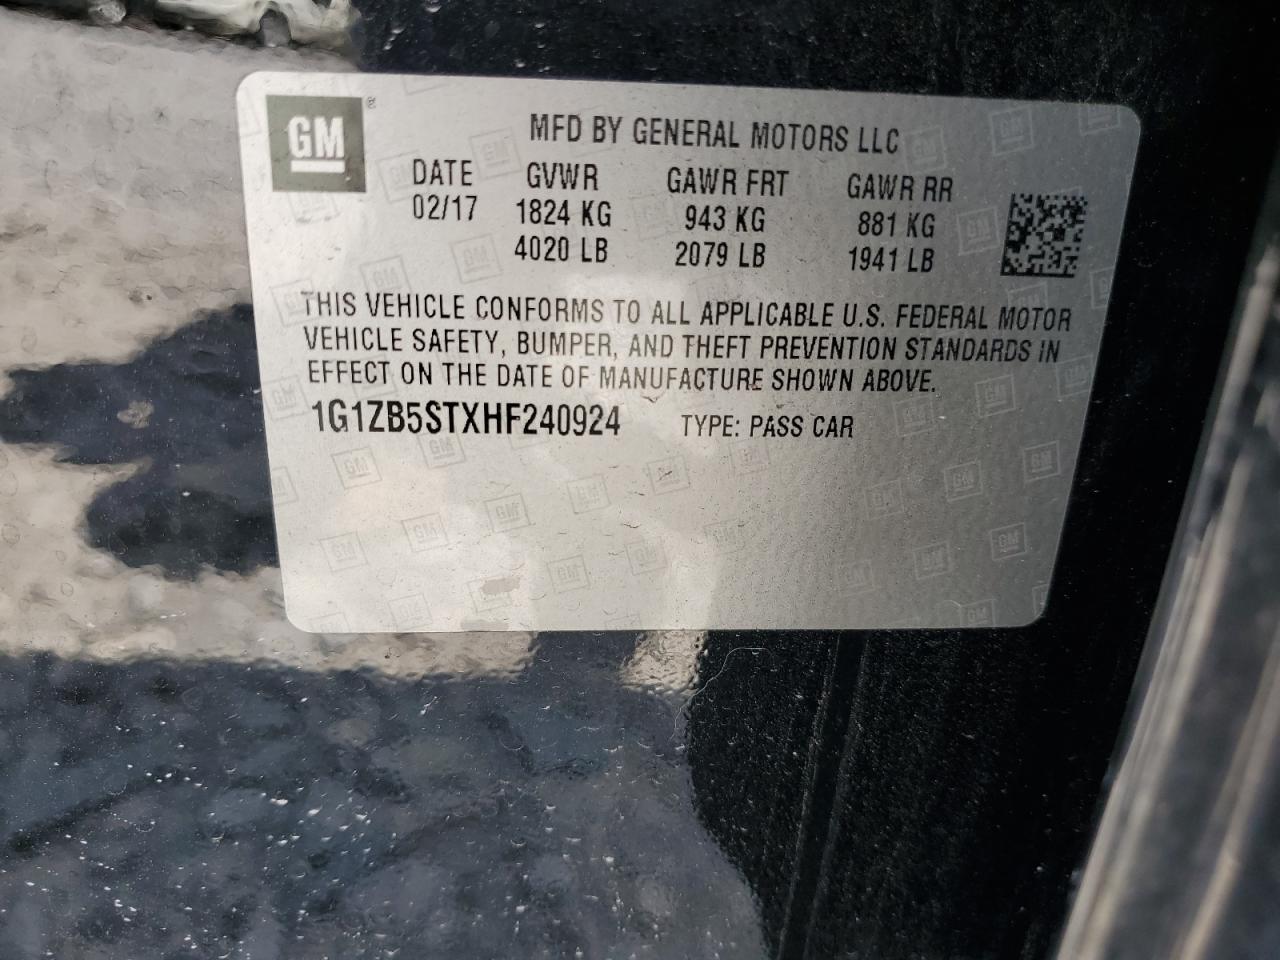 GM ®
MFD BY GENERAL MOTORS LLC
DATE GVWR GAWR FRT GAWR RR
02/17 1824 KG 943 KG 881 KG
4020 LB 2079 LB 1941 LB
THIS VEHICLE CONFORMS TO ALL APPLICABLE U.S. FEDERAL MOTOR
VEHICLE SAFETY, BUMPER, AND THEFT PREVENTION STANDARDS IN
EFFECT ON THE DATE OF MANUFACTURE SHOWN ABOVE.
1G1ZB5STXHF240924 TYPE: PASS CAR